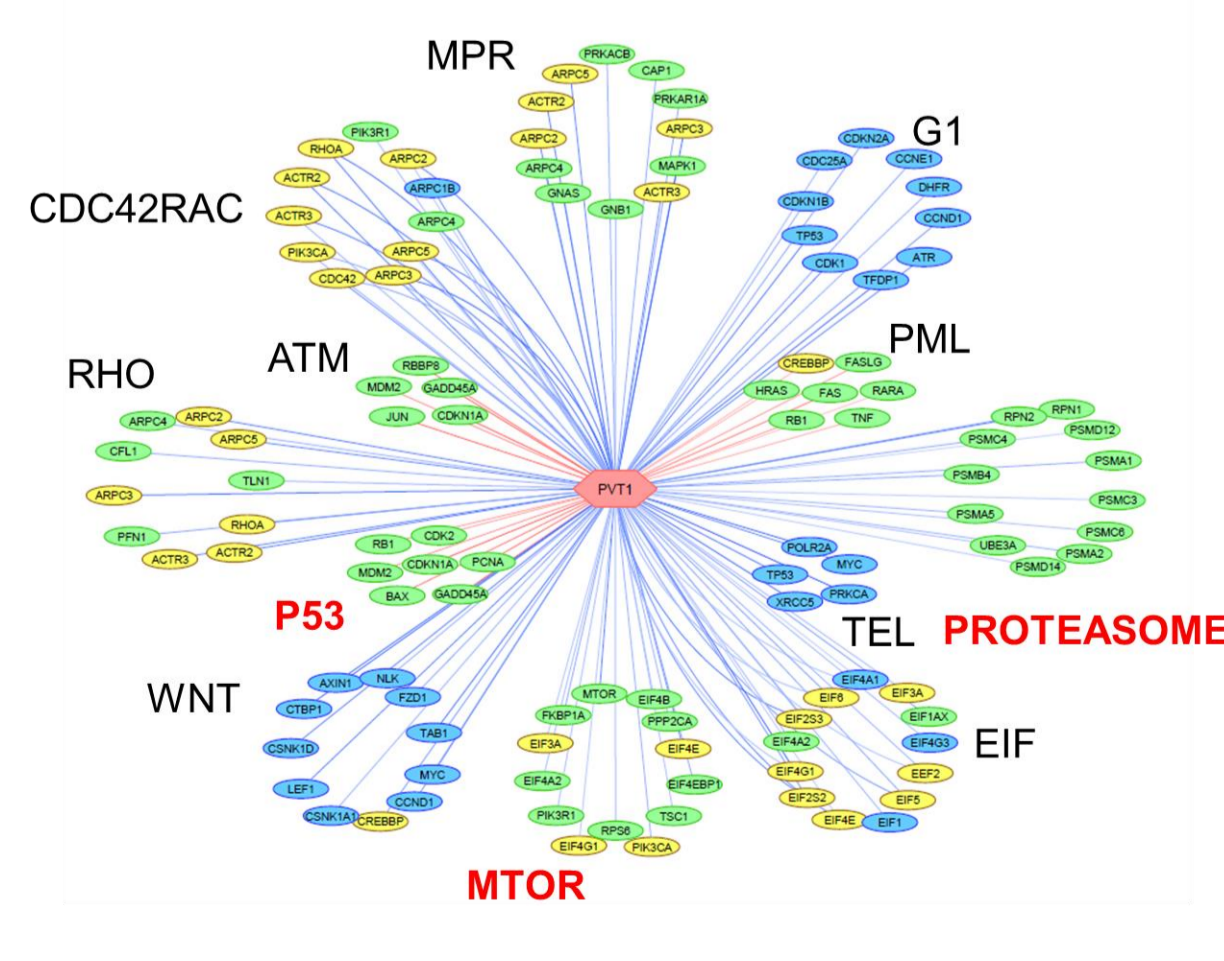 MPR
PRKACB
ARPC5
CAP1
ACTR2
PRKAR1A
ARPC2
ARPC3
ARPC4
MAPK1
GNAS
ACTR3
GNB1
G1
CDKN2A
CDC25A
CCNE1
DHFR
CDKN1B
CCND1
TP53
ATR
CDK1
TFDP1
CDC42RAC
PIK3R1
RHOA
ARPC2
ACTR2
ARPC1B
ACTR3
ARPC4
PIK3CA
ARPC5
CDC42
ARPC3
ATM
RBBP8
MDM2
GADD45A
JUN
CDKN1A
PML
CREBBP
FASLG
HRAS
FAS
RARA
RB1
TNF
RHO
ARPC4
ARPC2
ARPC5
CFL1
TLN1
ARPC3
RHOA
PFN1
ACTR3
ACTR2
PVT1
RPN2
RPN1
PSMC4
PSMD12
PSMB4
PSMA1
PSMC3
PSMA5
PSMC6
UBE3A
PSMA2
PSMD14
PROTEASOME
RB1
CDK2
MDM2
CDKN1A
PCNA
BAX
GADD45A
P53
POLR2A
MYC
TP53
XRCC5
PRKCA
TEL
WNT
AXIN1
NLK
FZD1
CTBP1
TAB1
CSNK1D
MYC
LEF1
CCND1
CSNK1A1
CREBBP
MTOR
EIF4B
FKBP1A
PPP2CA
EIF3A
EIF4E
EIF4A2
EIF4EBP1
PIK3R1
TSC1
RPS6
EIF4G1
PIK3CA
MTOR
EIF4A1
EIF6
EIF3A
EIF2S3
EIF1AX
EIF4A2
EIF4G3
EIF
EIF4G1
EEF2
EIF2S2
EIF5
EIF4E
EIF1